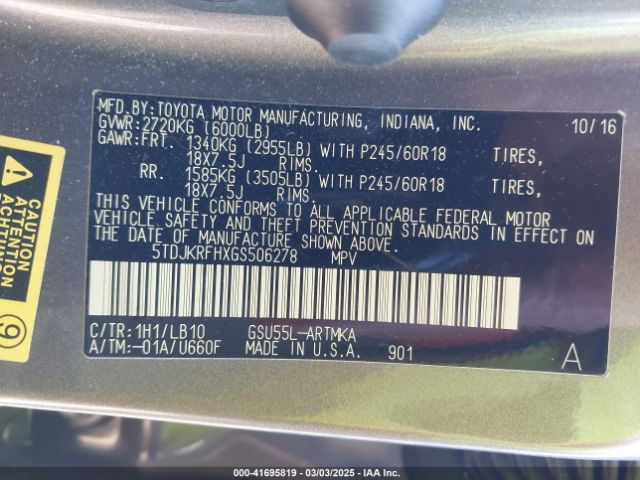 MFD.BY:TOYOTA MOTOR MANUFACTURING, INDIANA, INC. 10/16
GVWR:2720KG (6000LB)
GAWR:FRT. 1340KG (2955LB) WITH P245/60R18 TIRES,
18X7.5J RIMS.
RR. 1585KG (3505LB) WITH P245/60R18 TIRES,
18X7.5J RIMS.
THIS VEHICLE CONFORMS TO ALL APPLICABLE FEDERAL MOTOR
VEHICLE SAFETY AND THEFT PREVENTION STANDARDS IN EFFECT ON
THE DATE OF MANUFACTURE SHOWN ABOVE.
5TDJKRFHXGS506278 MPV
C/TR:1H1/LB10 GSU55L-ARTMKA
A/TM:-01A/U660F MADE IN U.S.A. 901 A
CAUTION
ATTENTION
ACHTUNG
9
000-41695819 - 03/03/2025 - IAA Inc.